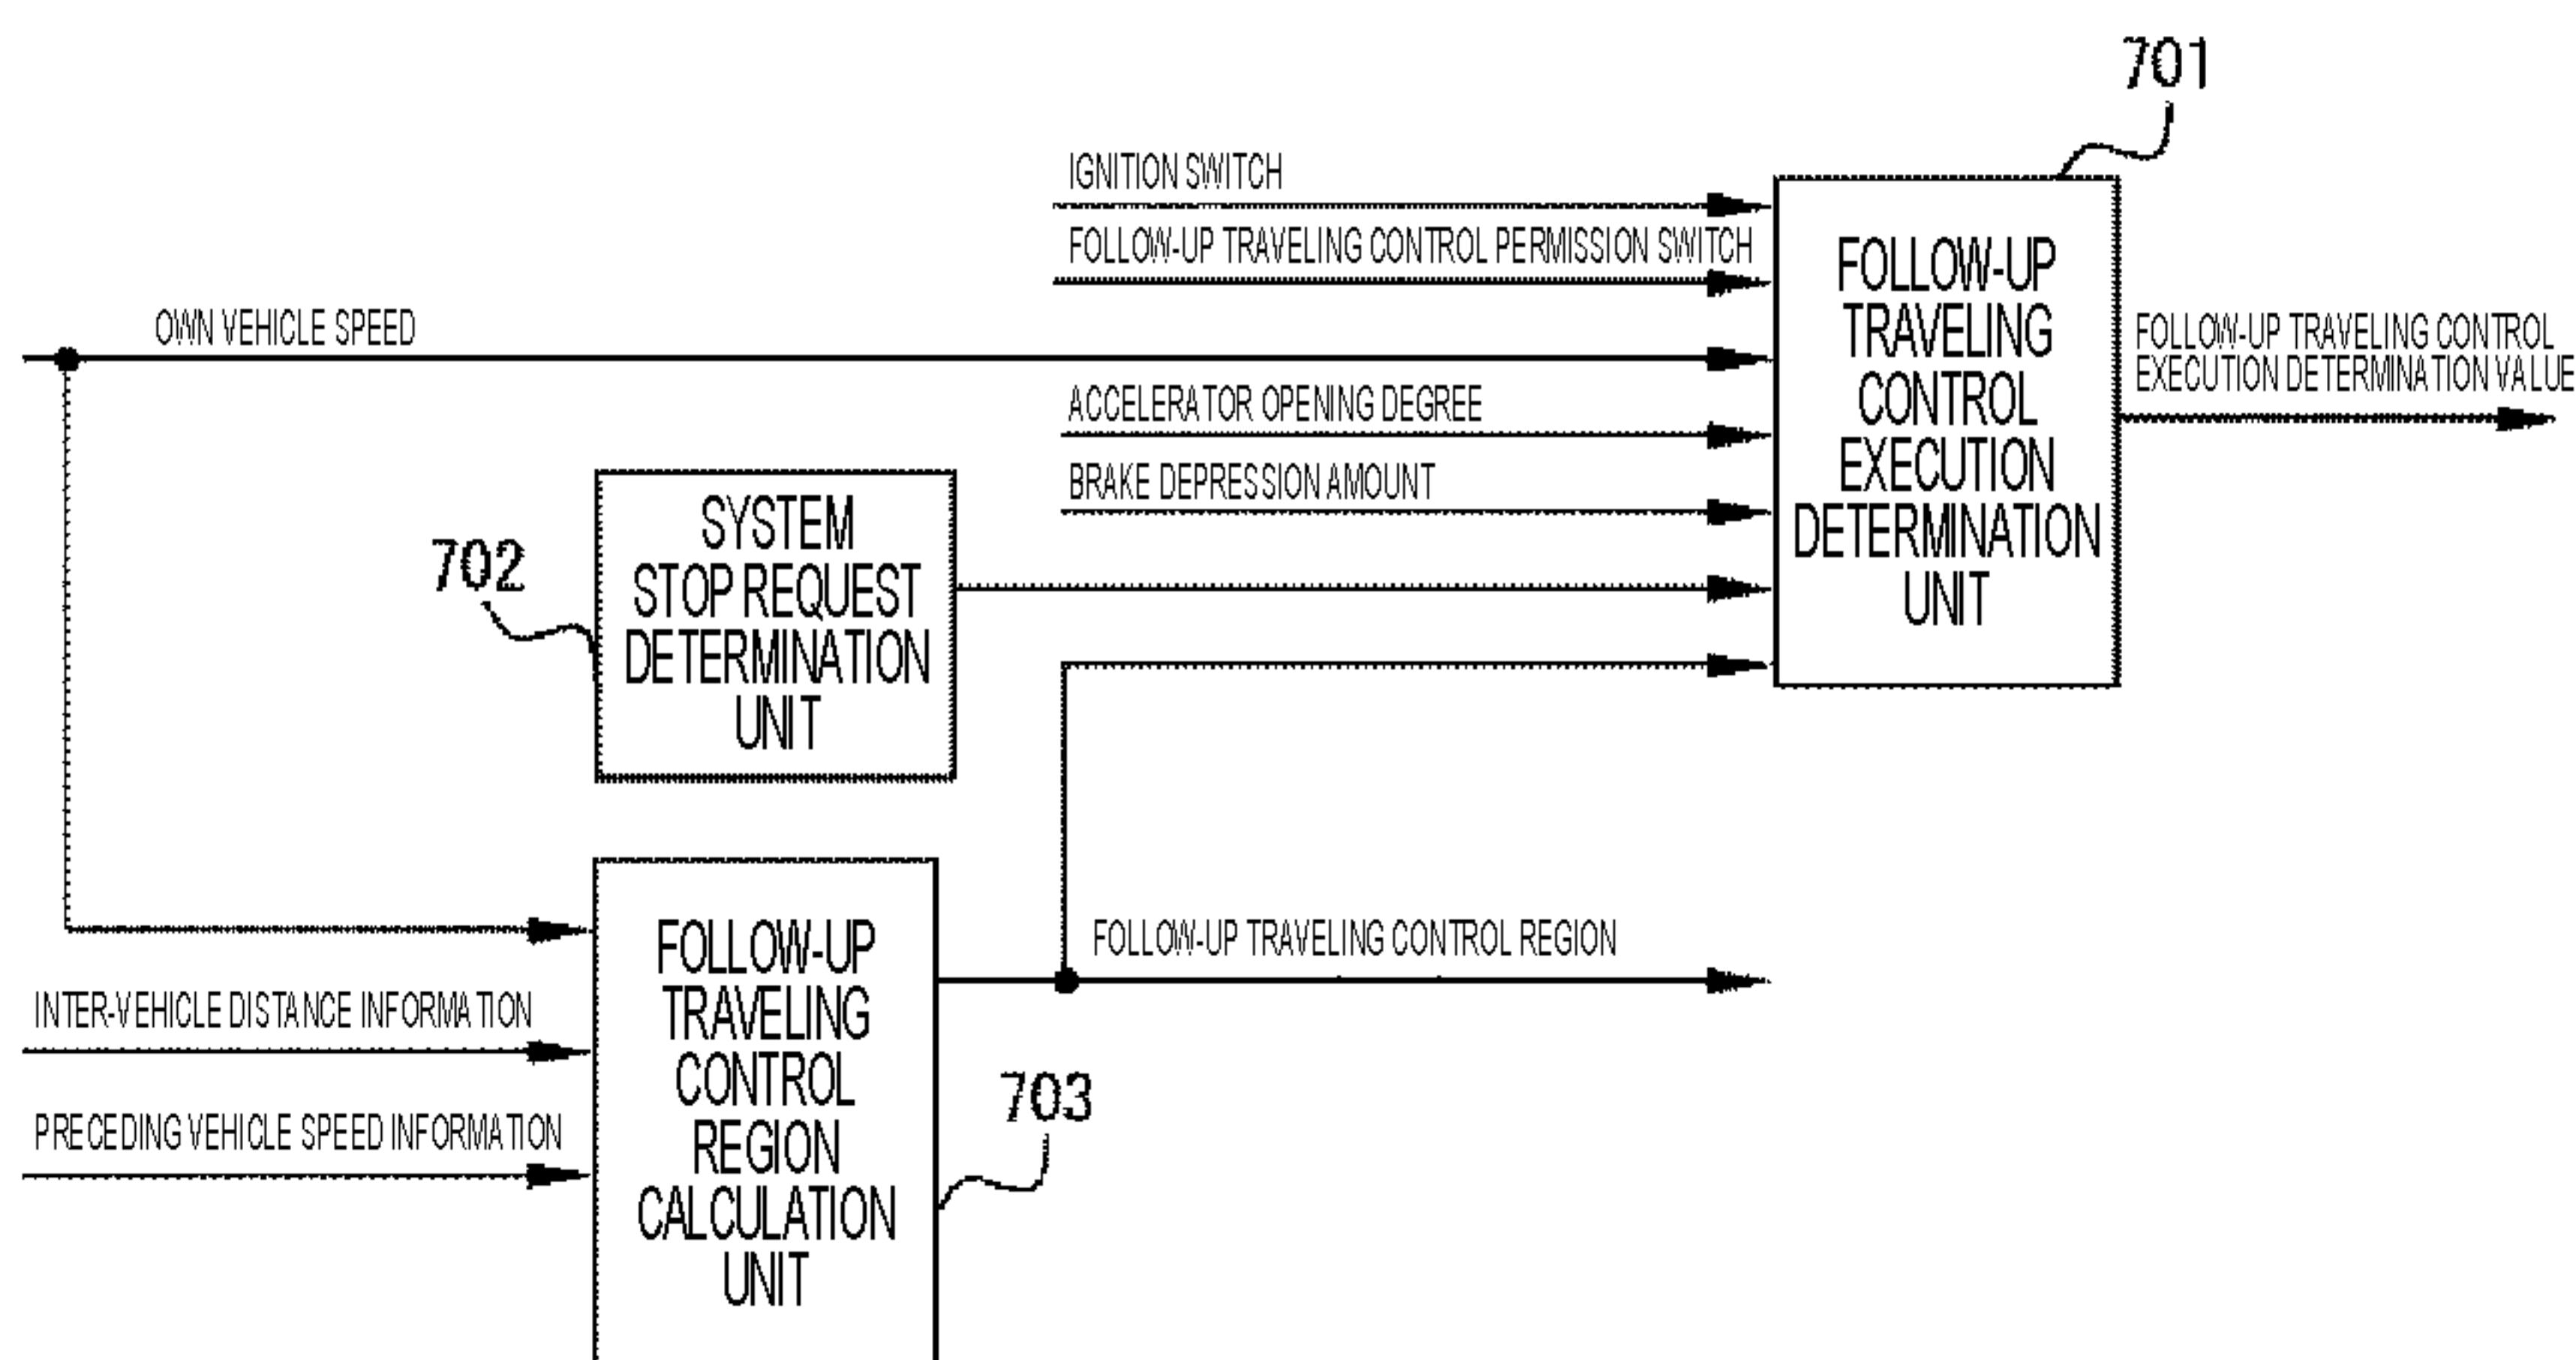 701
IGNITION SWITCH
FOLLOW-UP TRAVELING CONTROL PERMISSION SWITCH
OWN VEHICLE SPEED
ACCELERATOR OPENING DEGREE
BRAKE DEPRESSION AMOUNT
FOLLOW-UP
TRAVELING
CONTROL
EXECUTION
DETERMINATION
UNIT
FOLLOW-UP TRAVELING CONTROL
EXECUTION DETERMINATION VALUE
702
SYSTEM
STOP REQUEST
DETERMINATION
UNIT
INTER-VEHICLE DISTANCE INFORMATION
PRECEDING VEHICLE SPEED INFORMATION
FOLLOW-UP
TRAVELING
CONTROL
REGION
CALCULATION
UNIT
FOLLOW-UP TRAVELING CONTROL REGION
703